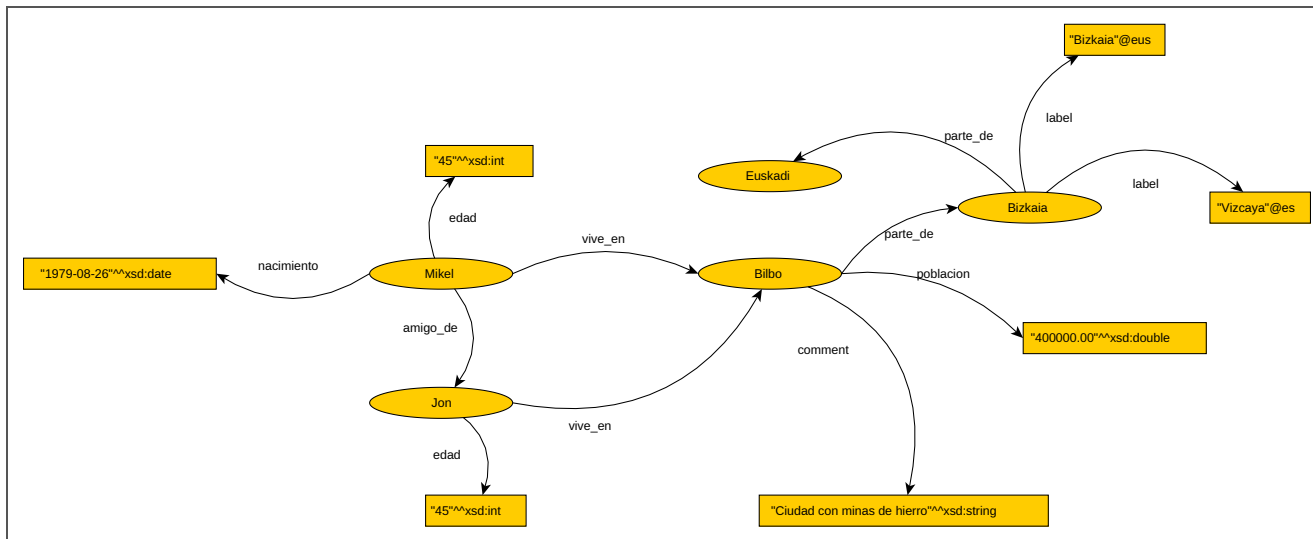 "Bizkaia"@eus
label
parte_de
"45"^^xsd:int
Euskadi
label
Bizkaia
"Vizcaya"@es
edad
vive_en
parte_de
nacimiento
"1979-08-26"^^xsd:date
Mikel
Bilbo
poblacion
amigo_de
"400000.00"^^xsd:double
comment
Jon
vive_en
edad
"45"^^xsd:int
"Ciudad con minas de hierro"^^xsd:string